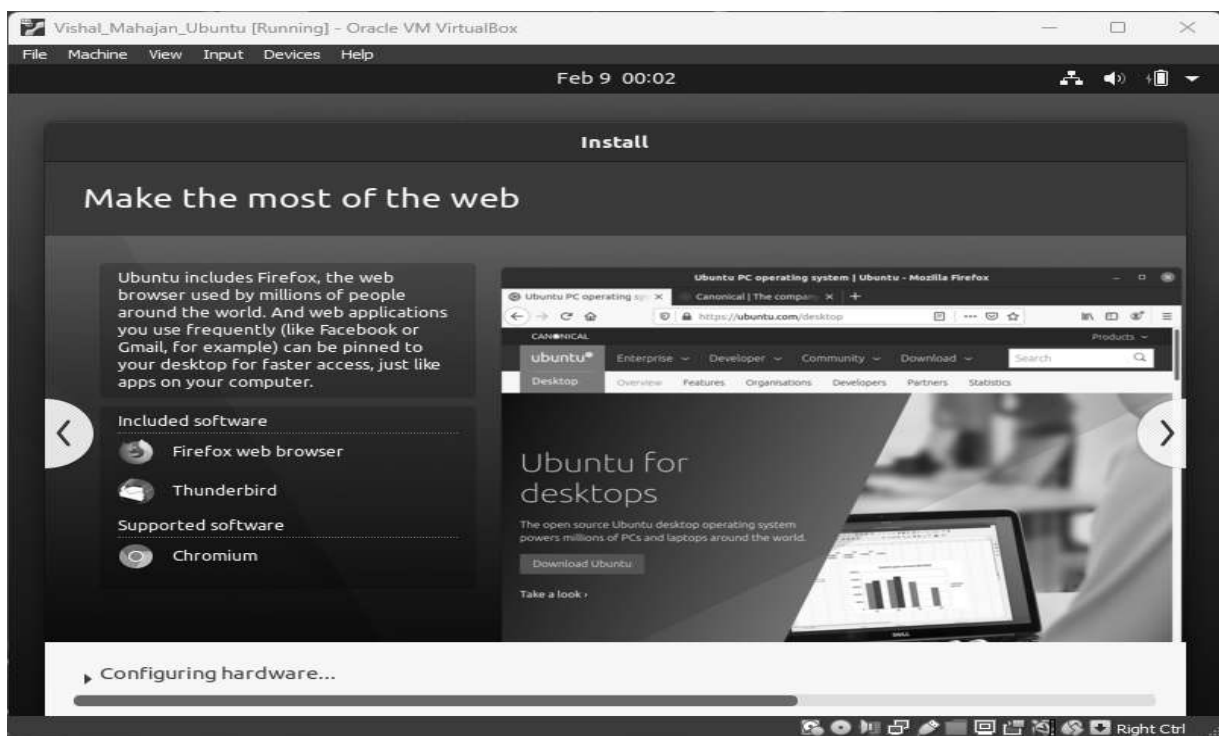 Vishal_Mahajan_Ubuntu [Running] - Oracle VM VirtualBox
File Machine View Input Devices Help
Feb 9 00:02
Install
Make the most of the web
Ubuntu includes Firefox, the web
browser used by millions of people
around the world. And web applications
you use frequently (like Facebook or
Gmail, for example) can be pinned to
your desktop for faster access, just like
apps on your computer.
Included software
Firefox web browser
Thunderbird
Supported software
Chromium
Ubuntu PC operating system | Ubuntu - Mozilla Firefox
Ubuntu PC operating sys
Canonical | The company
https://ubuntu.com/desktop
CANONICAL
Products
ubuntu Enterprise Developer Community Download Search
Desktop Overview Features Organisations Developers Partners Statistics
Ubuntu for
desktops
The open source Ubuntu desktop operating system
powers millions of PCs and laptops around the world.
Download Ubuntu
Take a look ›
DELL
Configuring hardware...
Right Ctrl